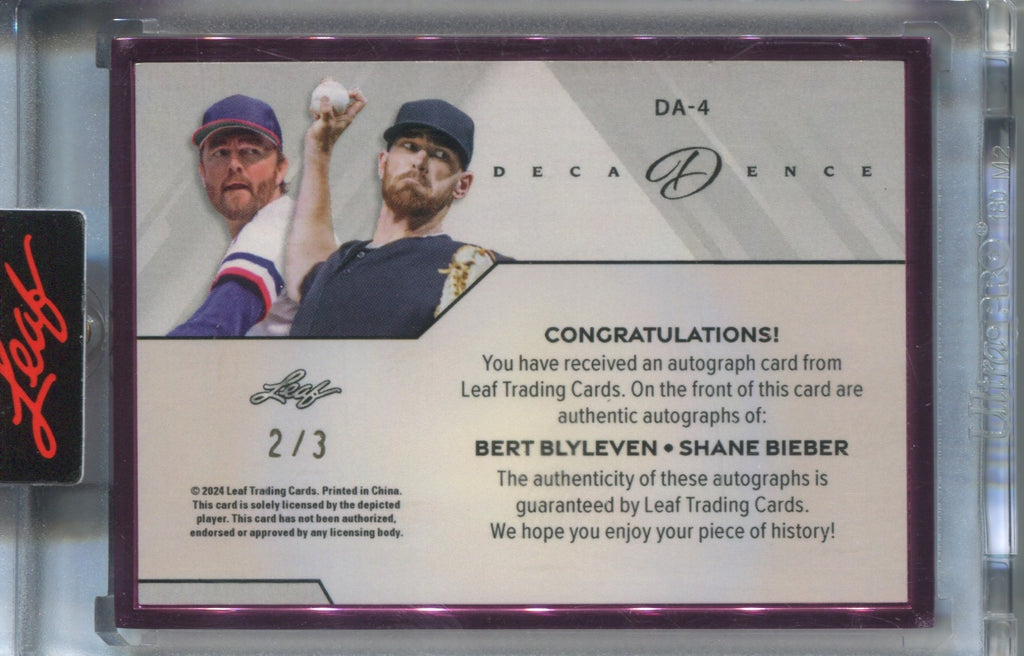 DA-4
DECADENCE
CONGRATULATIONS!
You have received an autograph card from
Leaf Trading Cards. On the front of this card are
authentic autographs of:
BERT BLYLEVEN • SHANE BIEBER
The authenticity of these autographs is
guaranteed by Leaf Trading Cards.
We hope you enjoy your piece of history!
Leaf
2/3
© 2024 Leaf Trading Cards. Printed in China.
This card is solely licensed by the depicted
player. This card has not been authorized,
endorsed or approved by any licensing body.
Leaf
UltraPRO® 180 M2